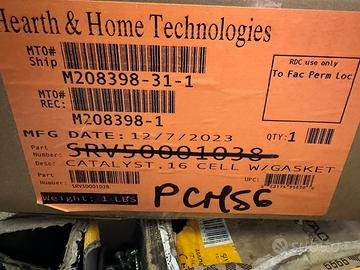 Hearth & Home Technologies
MTO#
Ship
M208398-31-1
RDC use only
To Fac Perm Loc
MTO#
REC:
M208398-1
MFG DATE: 12/7/2023
QTY: 1
Part
Number: SRV50001038
Desc: CATALYST, 16 CELL W/GASKET
Part
Number:
SRV50001038
UPC:
Weight: 1 LBS
PCH56